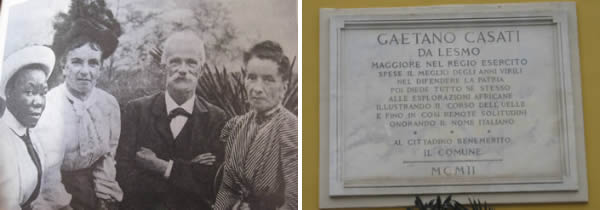 GAETANO CASATI
DA LESMO
MAGGIORE NEL REGIO ESERCITO
SPESE IL MEGLIO DEGLI ANNI VIRILI
NEL DIFENDERE LA PATRIA
POI DIEDE TUTTO SE STESSO
ALLE ESPLORAZIONI AFRICANE
ILLUSTRANDO IL CORSO DELL'UELLE
E FINO IN COSI REMOTE SOLITUDINI
ONORANDO IL NOME ITALIANO
* * *
AL CITTADINO BENEMERITO
IL COMUNE
MCMII